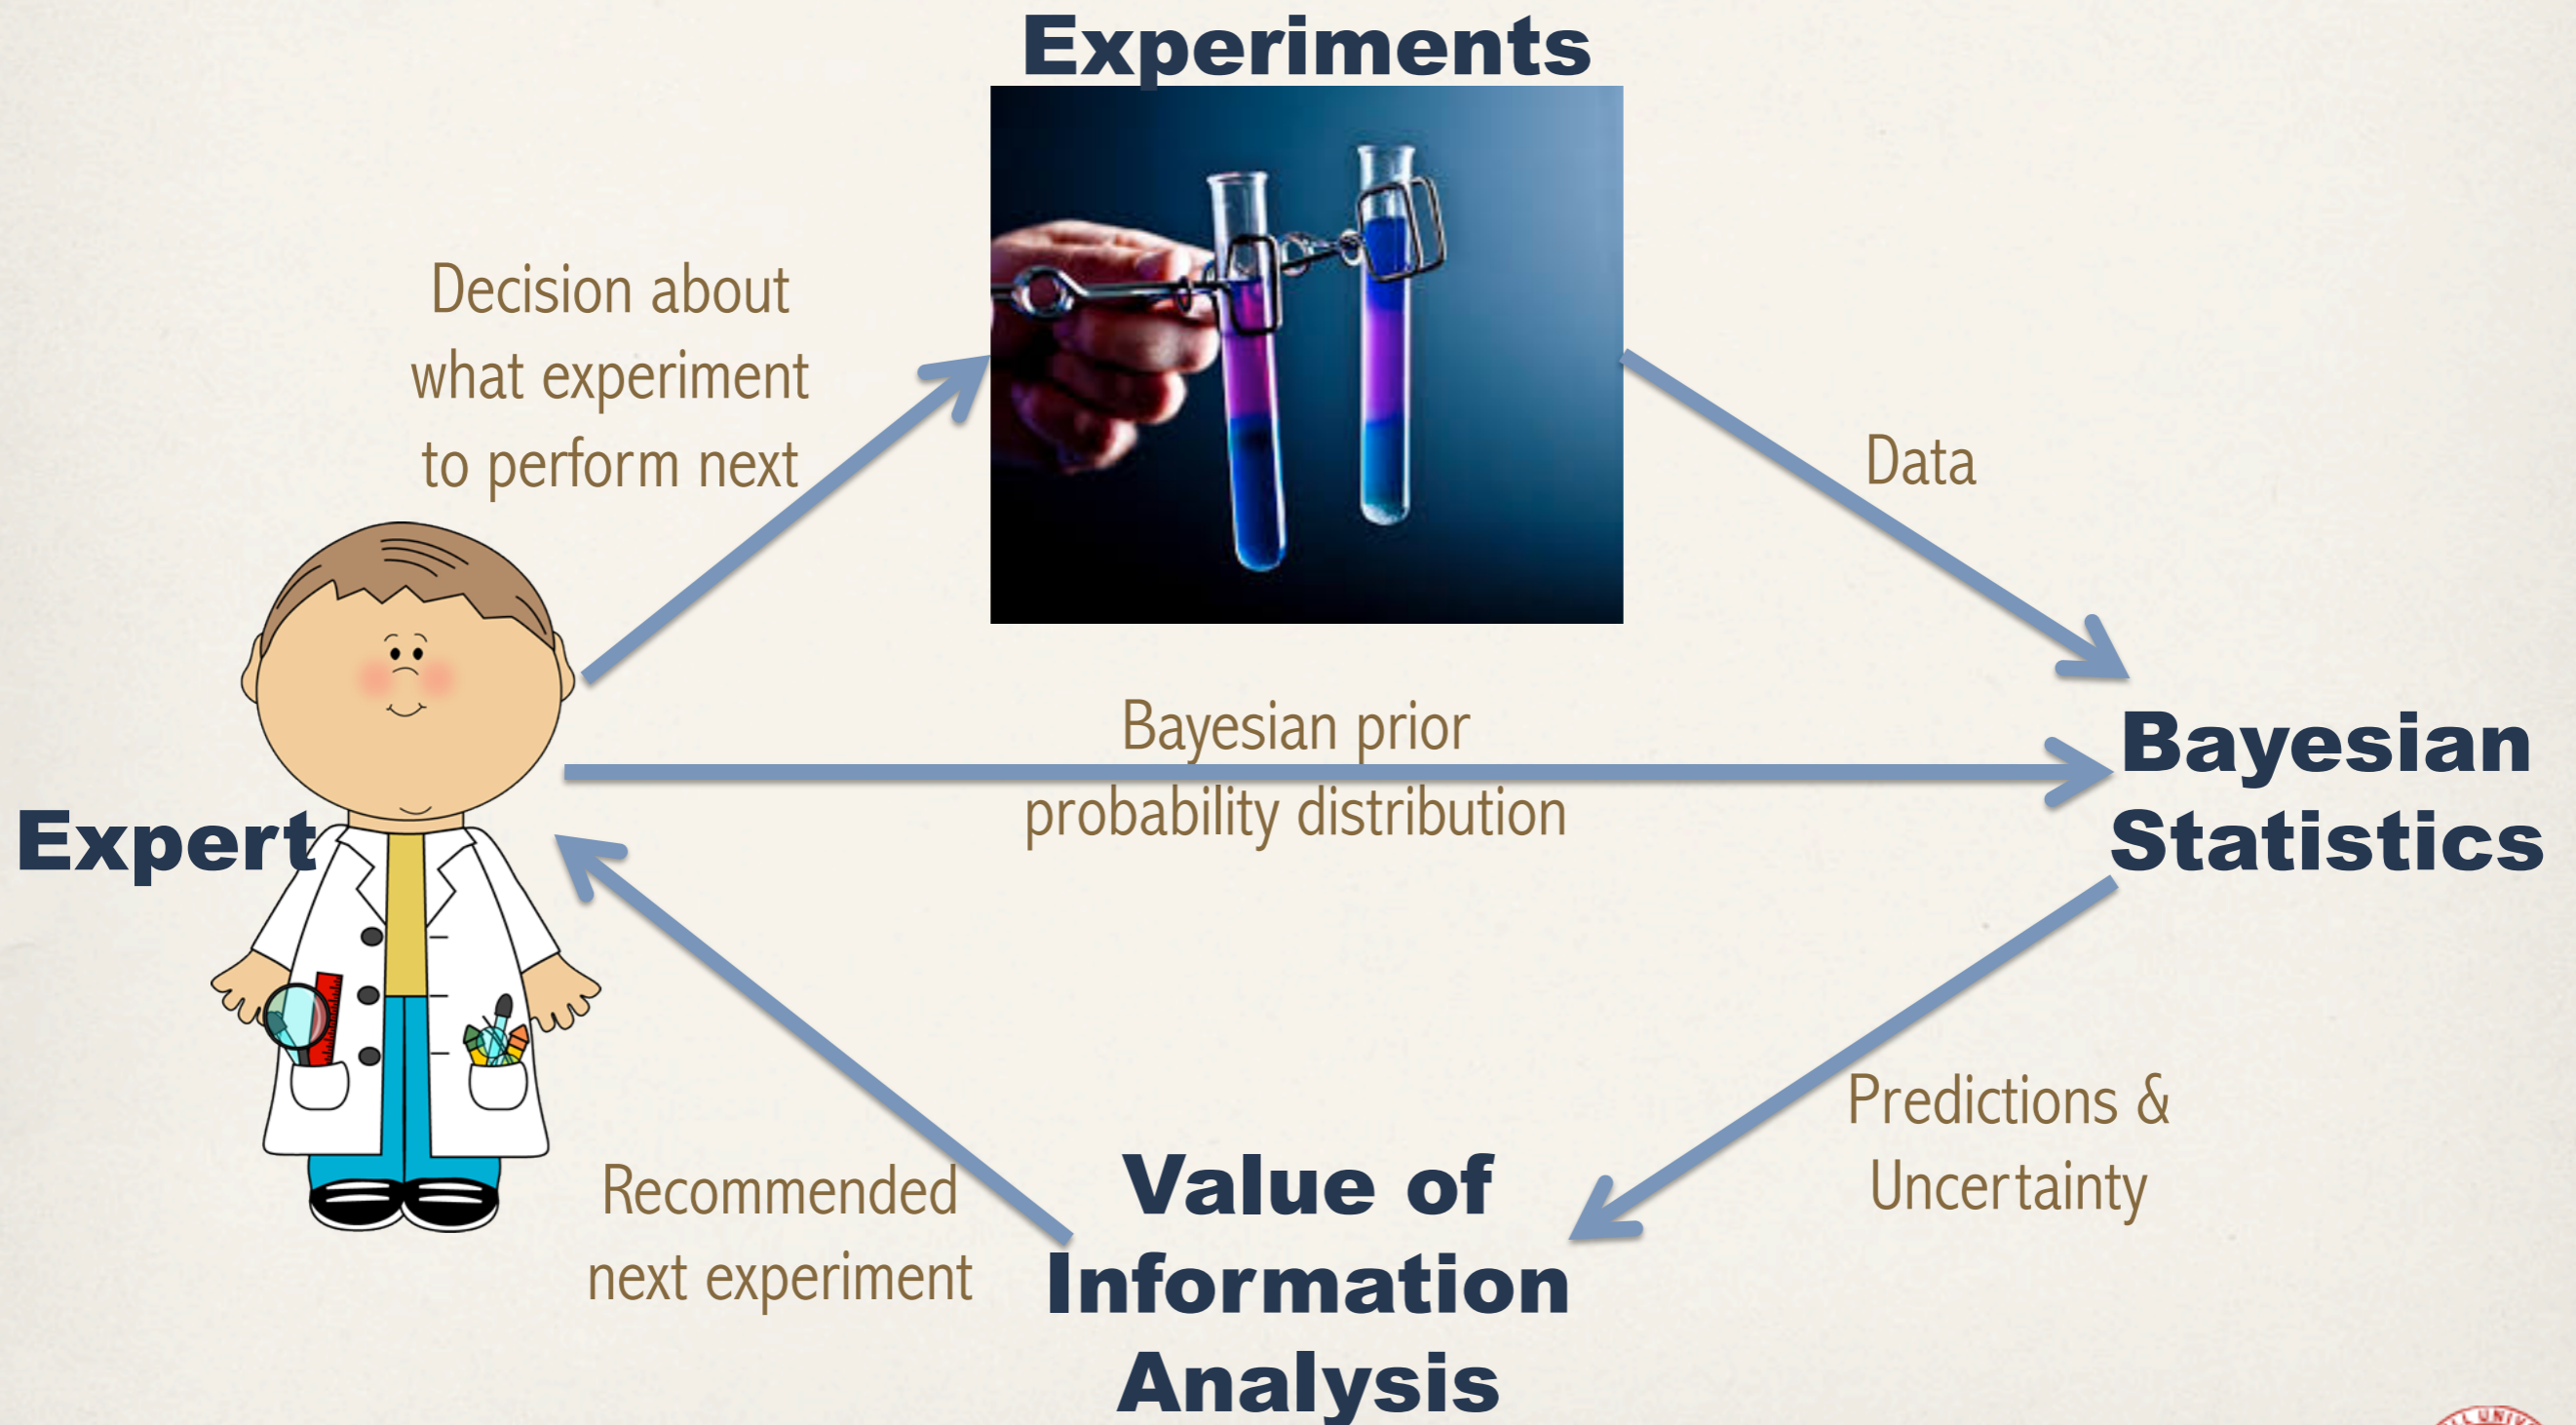 Experiments
Decision about
what experiment
to perform next
Data
Bayesian prior
probability distribution
Expert
Bayesian
Statistics
Predictions &
Uncertainty
Recommended
next experiment
Value of
Information
Analysis